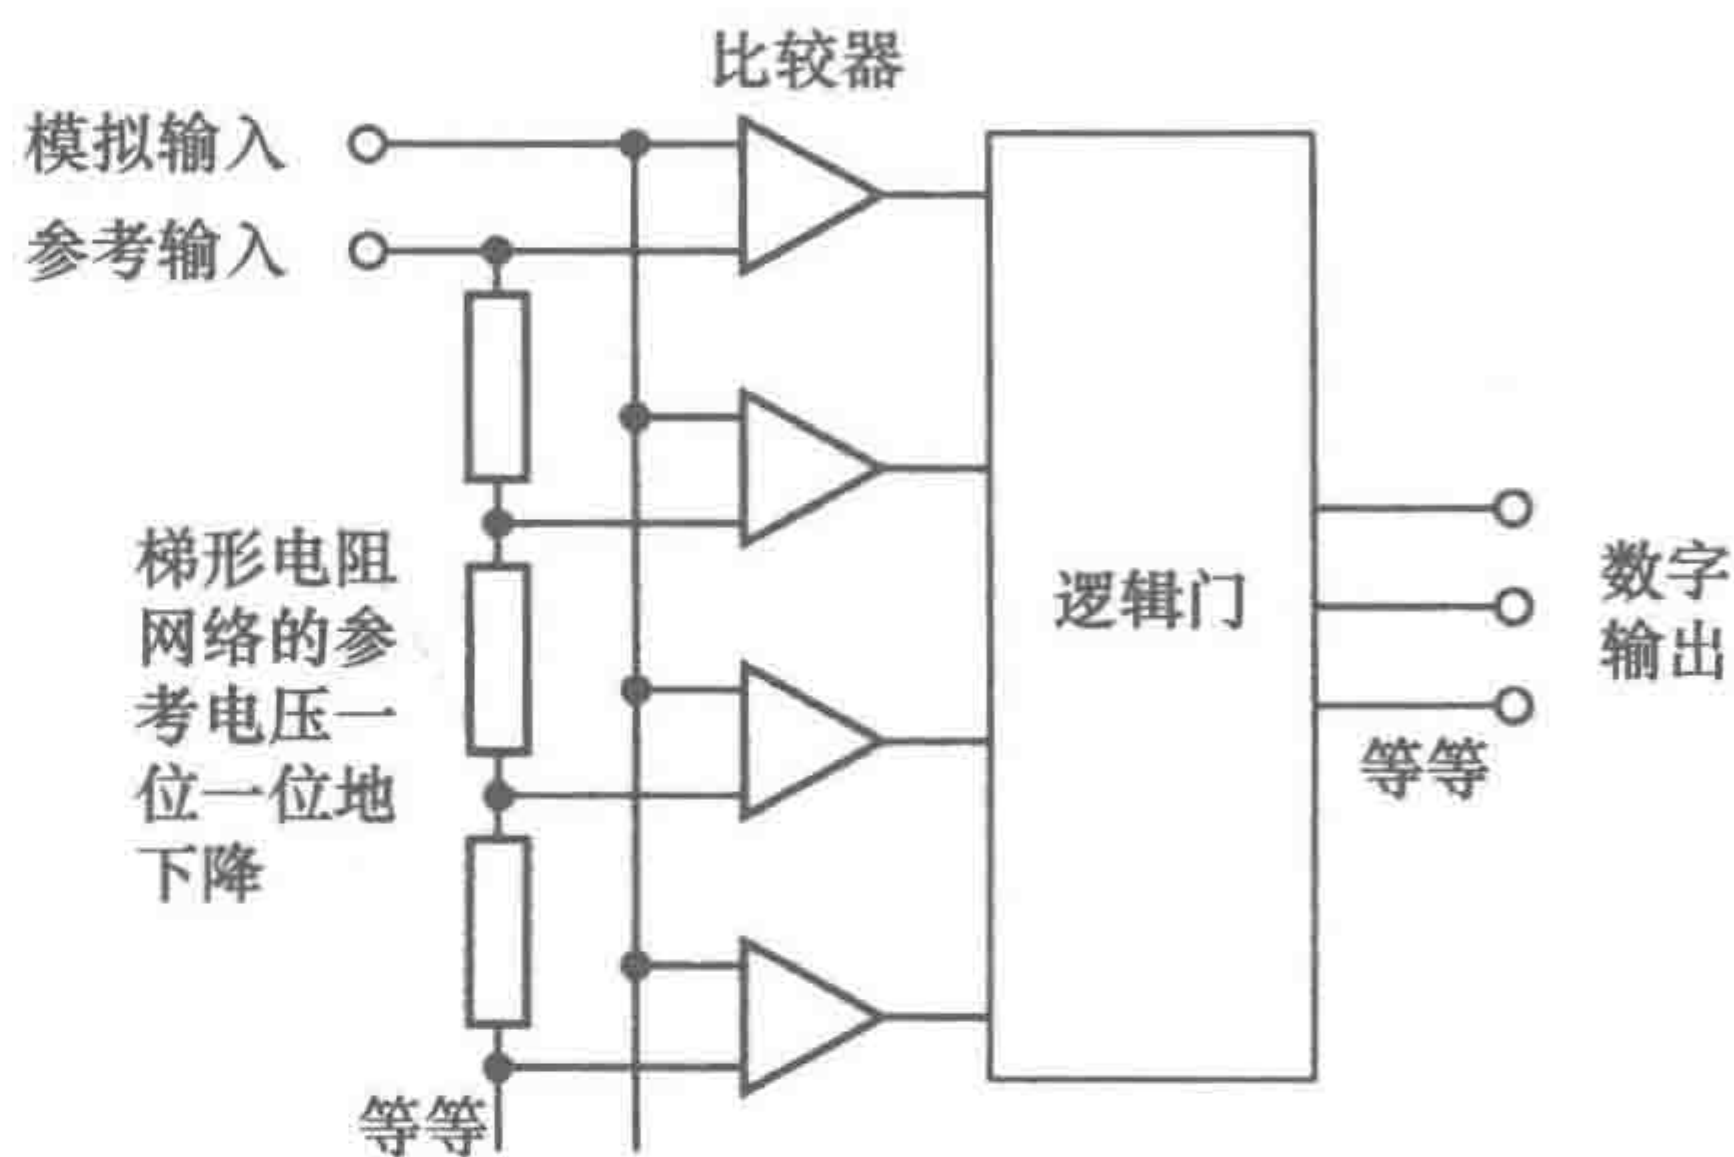 比较器
模拟输入
参考输入
梯形电阻
网络的参
考电压一
位一位地
下降
逻辑门
数字
输出
等等
等等